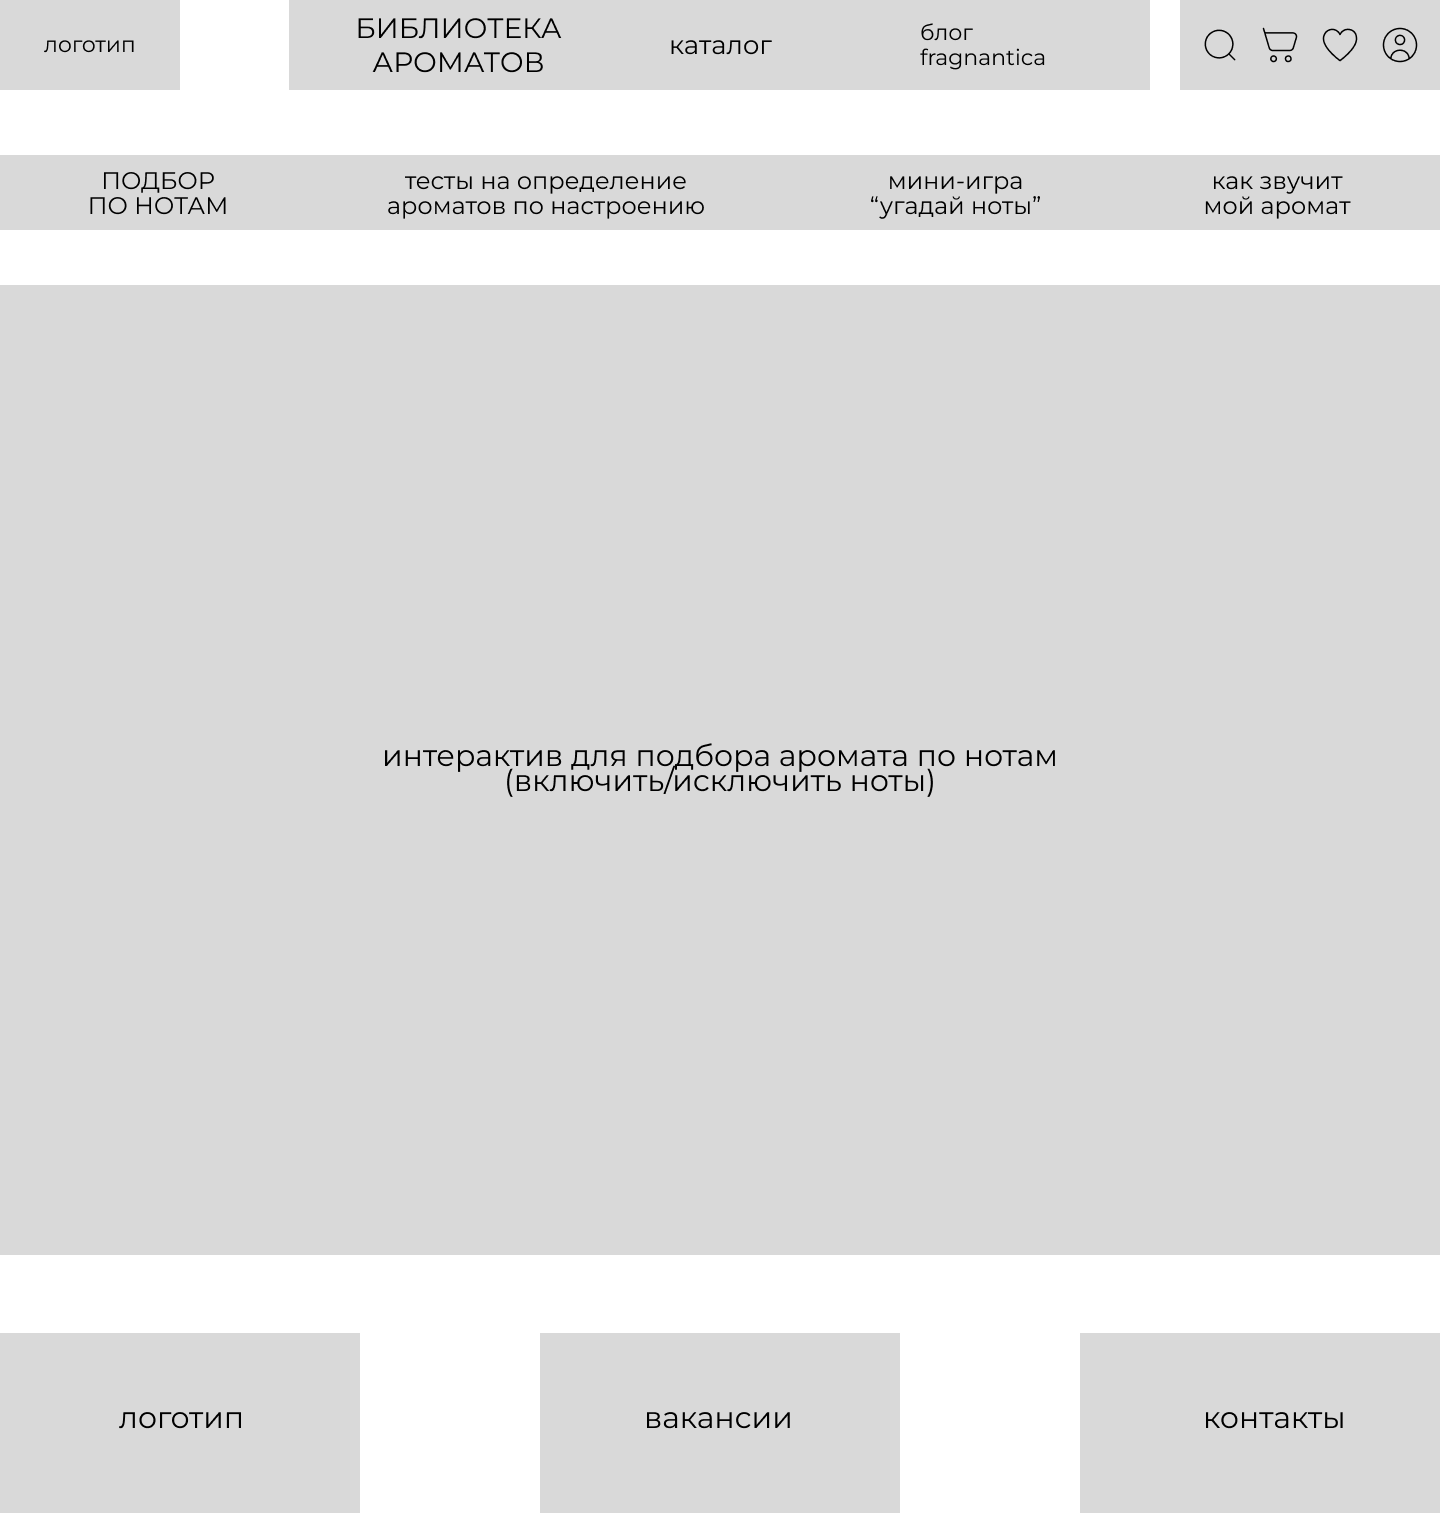 логотип
БИБЛИОТЕКА
АРОМАТОВ
каталог
блог
fragnantica
ПОДБОР
ПО НОТАМ
тесты на определение
ароматов по настроению
мини-игра
“угадай ноты”
как звучит
мой аромат
интерактив для подбора аромата по нотам
(включить/исключить ноты)
логотип
вакансии
контакты